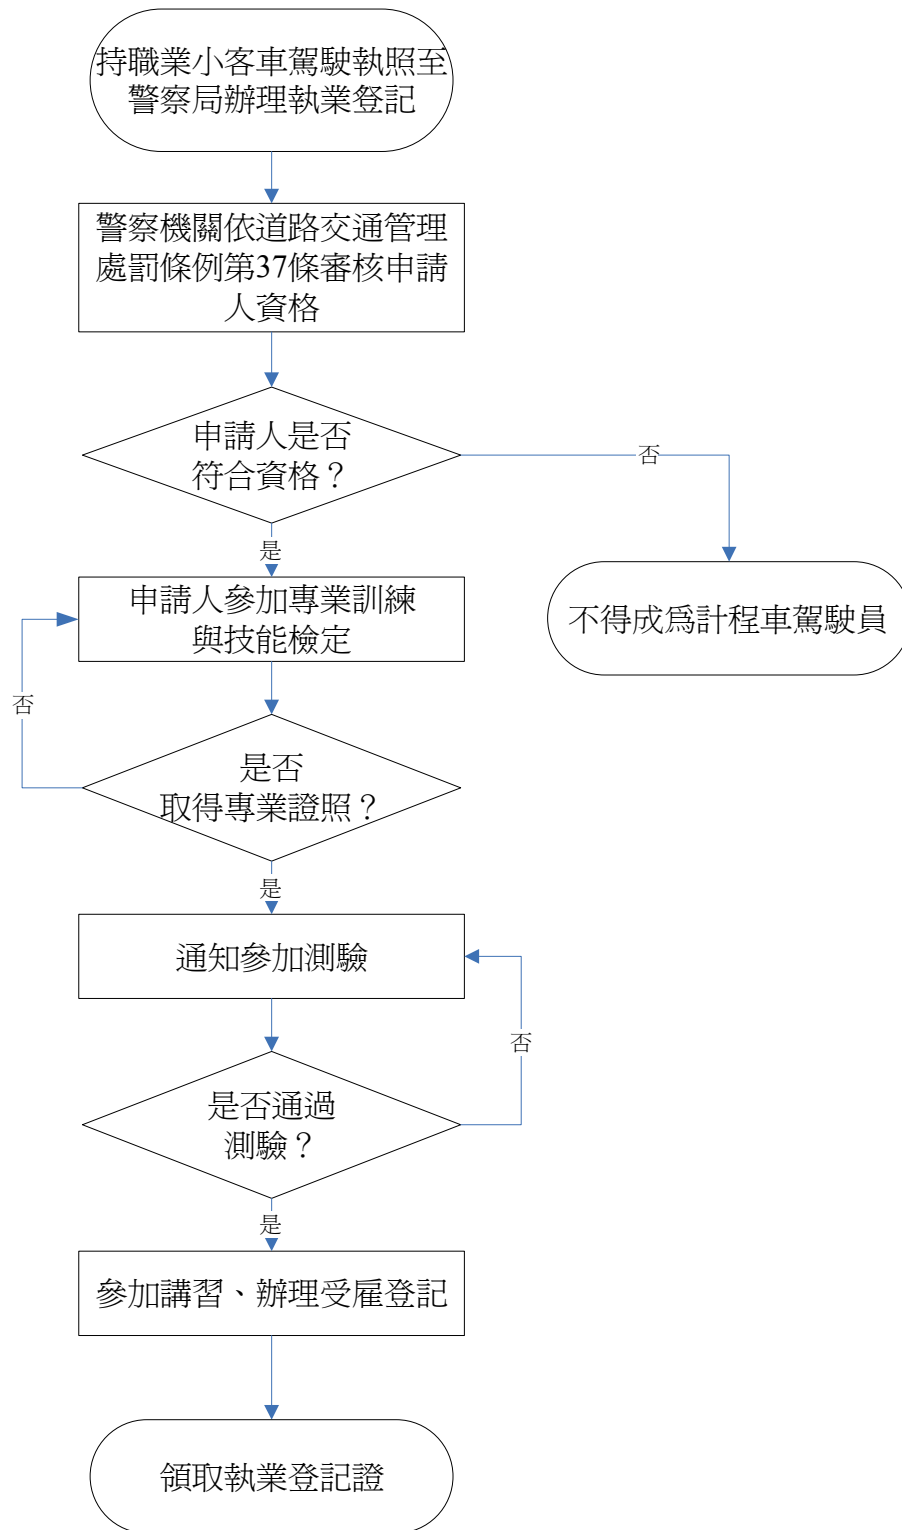 持職業小客車駕駛執照至
警察局辦理執業登記
警察機關依道路交通管理
處罰條例第37條審核申請
人資格
申請人是否
符合資格？
否
是
申請人參加專業訓練
與技能檢定
不得成為計程車駕駛員
否
是否
取得專業證照？
是
通知參加測驗
否
是否通過
測驗？
是
參加講習、辦理受雇登記
領取執業登記證